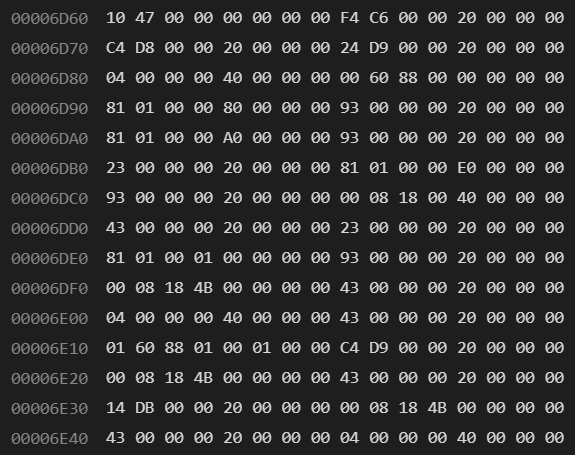 00006D60 10 47 00 00 00 00 00 00 F4 C6 00 00 20 00 00 00
00006D70 C4 D8 00 00 20 00 00 00 24 D9 00 00 20 00 00 00
00006D80 04 00 00 00 40 00 00 00 00 60 88 00 00 00 00 00
00006D90 81 01 00 00 80 00 00 00 93 00 00 00 20 00 00 00
00006DA0 81 01 00 00 A0 00 00 00 93 00 00 00 20 00 00 00
00006DB0 23 00 00 00 20 00 00 00 81 01 00 00 E0 00 00 00
00006DC0 93 00 00 00 20 00 00 00 00 08 18 00 40 00 00 00
00006DD0 43 00 00 00 20 00 00 00 23 00 00 00 20 00 00 00
00006DE0 81 01 00 01 00 00 00 00 93 00 00 00 20 00 00 00
00006DF0 00 08 18 4B 00 00 00 00 43 00 00 00 20 00 00 00
00006E00 04 00 00 00 40 00 00 00 43 00 00 00 20 00 00 00
00006E10 01 60 88 01 00 01 00 00 C4 D9 00 00 20 00 00 00
00006E20 00 08 18 4B 00 00 00 00 43 00 00 00 20 00 00 00
00006E30 14 DB 00 00 20 00 00 00 00 08 18 4B 00 00 00 00
00006E40 43 00 00 00 20 00 00 00 04 00 00 00 40 00 00 00